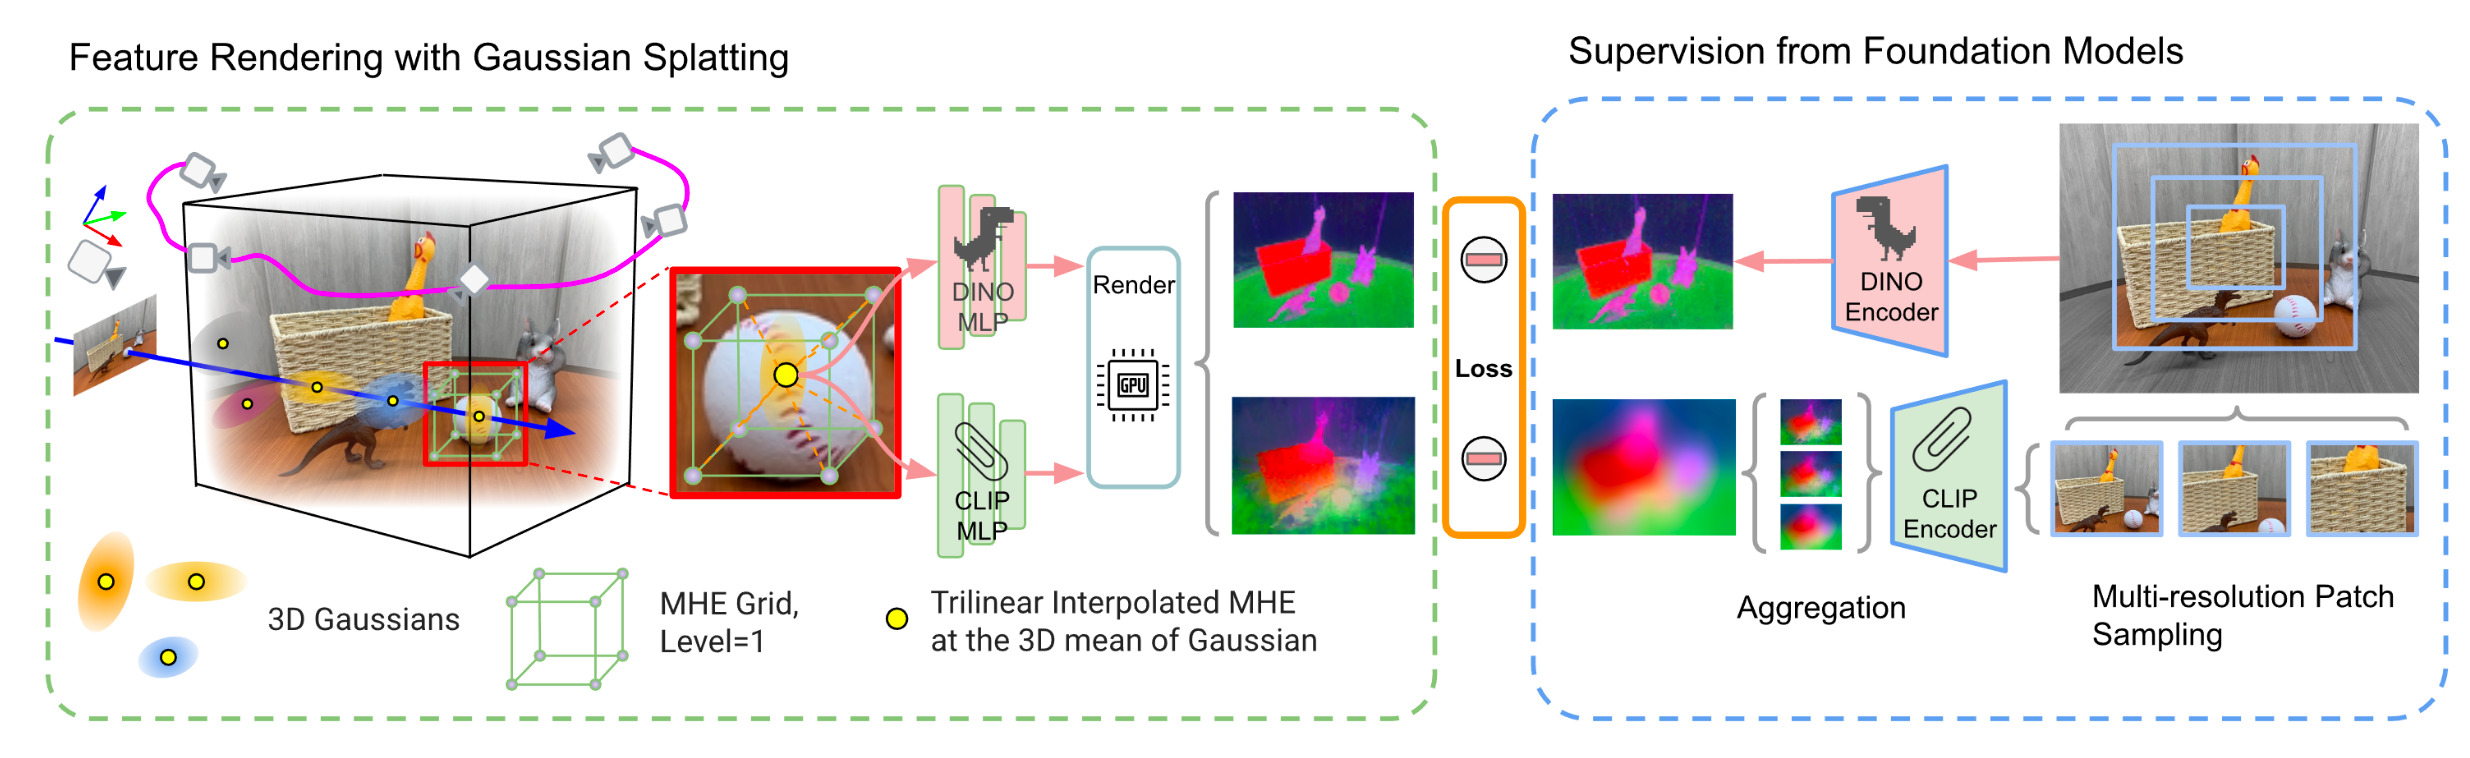 Feature Rendering with Gaussian Splatting
Supervision from Foundation Models
DINO
MLP
CLIP
MLP
Render
GPU
Loss
DINO
Encoder
CLIP
Encoder
3D Gaussians
MHE Grid,
Level=1
Trilinear Interpolated MHE
at the 3D mean of Gaussian
Aggregation
Multi-resolution Patch
Sampling